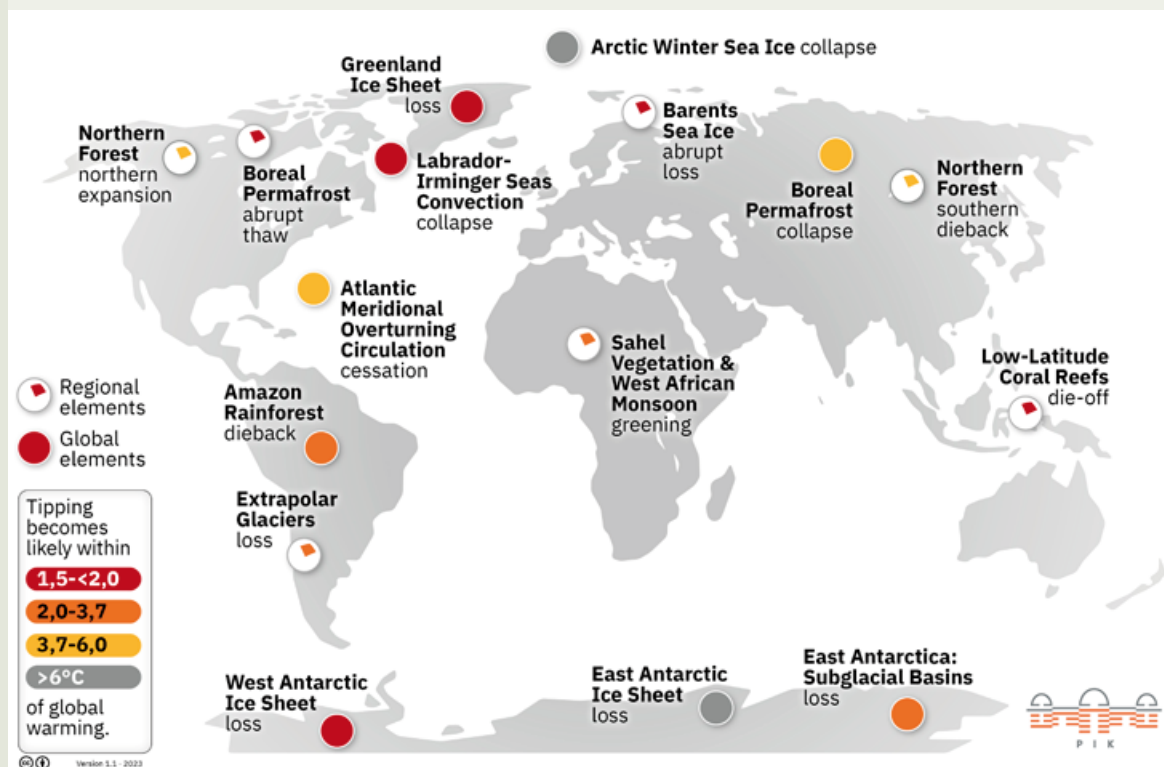 Arctic Winter Sea Ice collapse
Greenland
Ice Sheet
loss
Barents
Sea Ice
abrupt
loss
Northern
Forest
northern
expansion
Boreal
Permafrost
abrupt
thaw
Labrador-
Irminger Seas
Convection
collapse
Boreal
Permafrost
collapse
Northern
Forest
southern
dieback
Atlantic
Meridional
Overturning
Circulation
cessation
Sahel
Vegetation &
West African
Monsoon
greening
Low-Latitude
Coral Reefs
die-off
Regional
elements
Global
elements
Amazon
Rainforest
dieback
Extrapolar
Glaciers
loss
Tipping
becomes
likely within
1,5-<2,0
2,0-3,7
3,7-6,0
>6°C
of global
warming.
West Antarctic
Ice Sheet
loss
East Antarctic
Ice Sheet
loss
East Antarctica:
Subglacial Basins
loss
P I K
cc
Version 1.1 - 2023